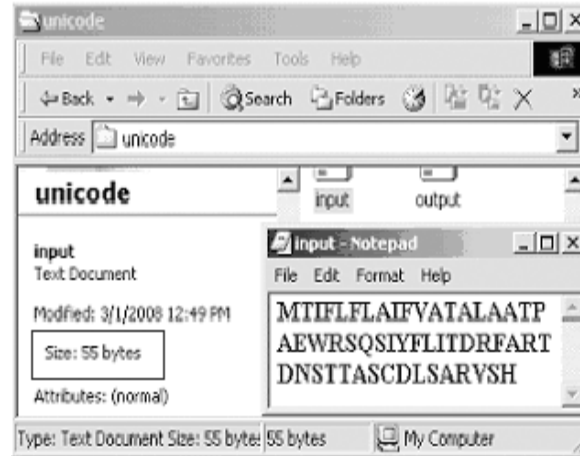 unicode
File Edit View Favorites Tools Help
Back Search Folders
Address unicode
unicode
input
Text Document
Modified: 3/1/2008 12:49 PM
Size: 55 bytes
Attributes: (normal)
input output
input - Notepad
File Edit Format Help
MTIFLFLAIFVATALAATP
AEWRSQSIYFLITDRFART
DNSTTASCDLSARVSH
Type: Text Document Size: 55 bytes 55 bytes My Computer